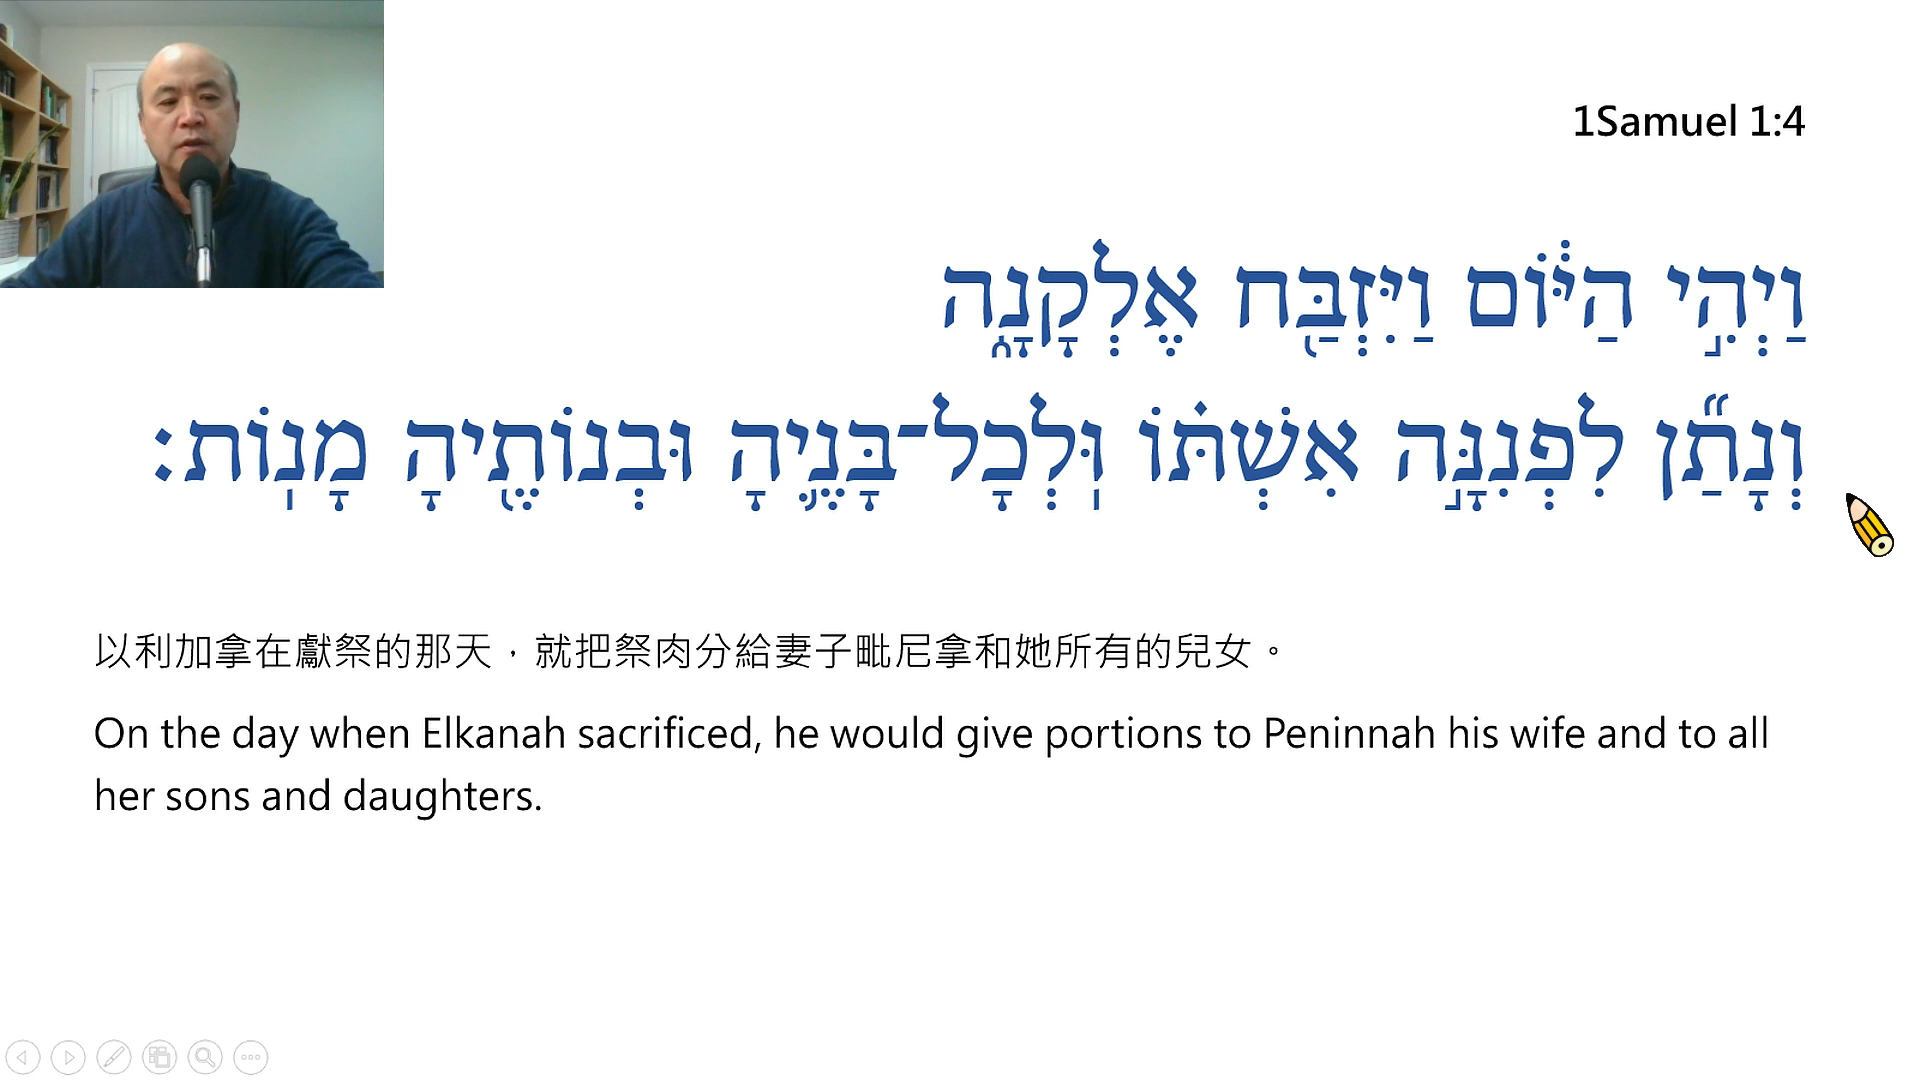 1Samuel 1:4
וַיְהִ֣י הַיּ֔וֹם וַיִּזְבַּ֖ח אֶלְקָנָ֑ה
וְנָתַ֞ן לִפְנִנָּ֣ה אִשְׁתּ֗וֹ וּֽלְכָל־בָּנֶ֛יהָ וּבְנוֹתֶ֖יהָ מָנֽוֹת׃
以利加拿在獻祭的那天，就把祭肉分給妻子毗尼拿和她所有的兒女。
On the day when Elkanah sacrificed, he would give portions to Peninnah his wife and to all
her sons and daughters.